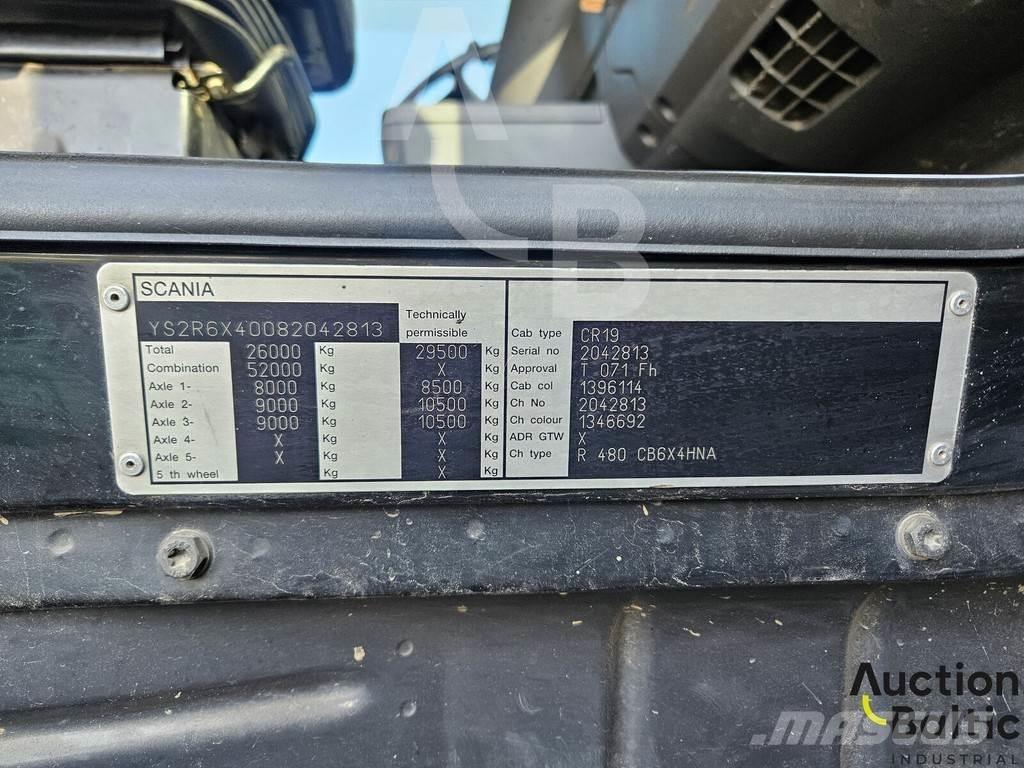 A
B
SCANIA
YS2R6X40082042813 Technically permissible
Total 26000 Kg 29500 Kg
Combination 52000 Kg X Kg
Axle 1- 8000 Kg 8500 Kg
Axle 2- 9000 Kg 10500 Kg
Axle 3- 9000 Kg 10500 Kg
Axle 4- X Kg X Kg
Axle 5- X Kg X Kg
5 th wheel Kg X Kg
Cab type CR19
Serial no 2042813
Approval T 071 Fh
Cab col 1396114
Ch No 2042813
Ch colour 1346692
ADR GTW X
Ch type R 480 CB6X4HNA
Auction
Baltic
INDUSTRIAL
MASCUS